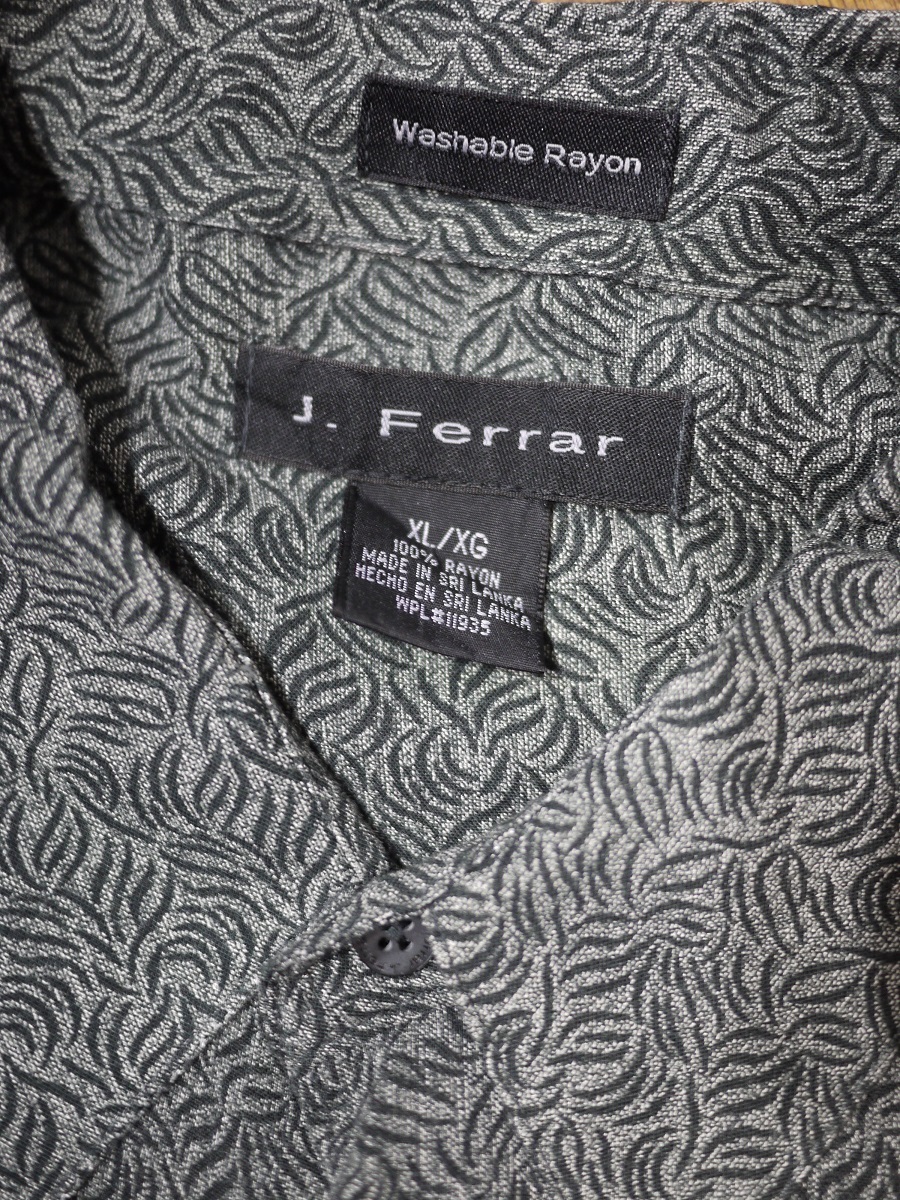 Washable Rayon
J. Ferrar
XL/XG
100% RAYON
MADE IN SRI LANKA
HECHO EN SRI LANKA
WPL#11935